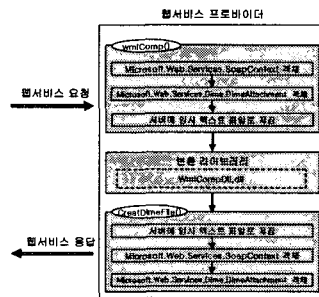 웹서비스 프로바이더
wmlComp()
Microsoft.Web.Services.SoapContext 객체
Microsoft.Web.Services.Dime.DimeAttachment 객체
서버에 임시 텍스트 파일로 저장
웹서비스 요청
변환 라이브러리
WmlCompDll.dll
CreatDimeFile()
서버에 임시 텍스트 파일로 저장
웹서비스 응답
Microsoft.Web.Services.SoapContext 객체
Microsoft.Web.Services.Dime.DimeAttachment 객체